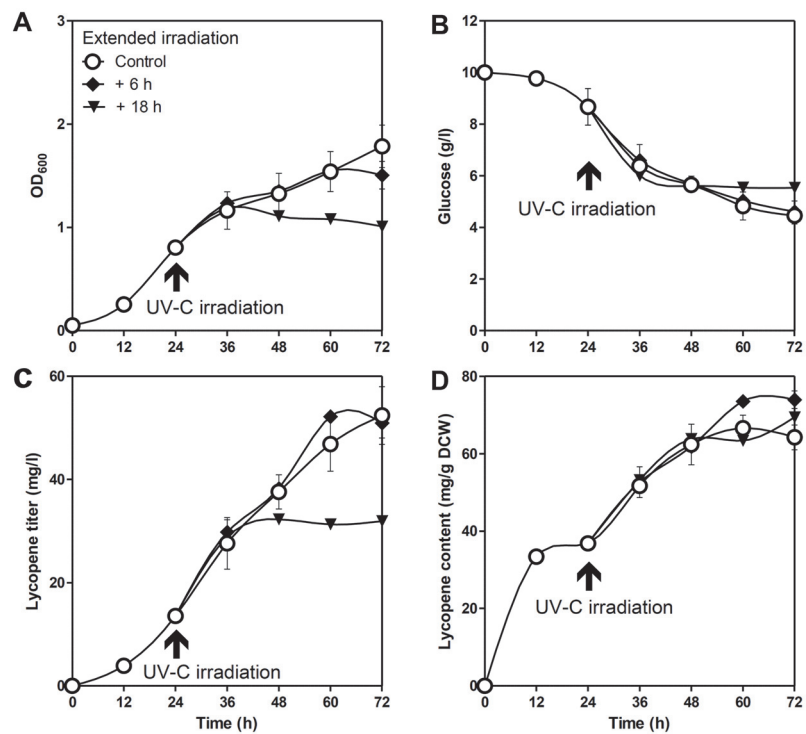 A
Extended irradiation
Control
+ 6 h
+ 18 h
OD600
3
2
1
0
0 12 24 36 48 60 72
UV-C irradiation
B
Glucose (g/l)
12
10
8
6
4
2
0
0 12 24 36 48 60 72
UV-C irradiation
C
Lycopene titer (mg/l)
60
40
20
0
0 12 24 36 48 60 72
UV-C irradiation
Time (h)
D
Lycopene content (mg/g DCW)
80
60
40
20
0
0 12 24 36 48 60 72
UV-C irradiation
Time (h)